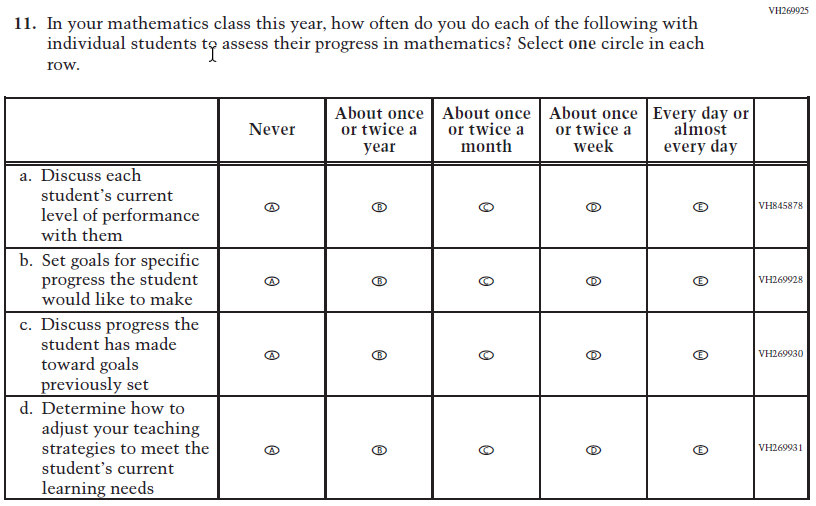 VH269925
11. In your mathematics class this year, how often do you do each of the following with
individual students to assess their progress in mathematics? Select one circle in each
row.
Never
About once
or twice a
year
About once
or twice a
month
About once
or twice a
week
Every day or
almost
every day
a. Discuss each
student's current
level of performance
with them
A B C D E VH845878
b. Set goals for specific
progress the student
would like to make
A B C D E VH269928
c. Discuss progress the
student has made
toward goals
previously set
A B C D E VH269930
d. Determine how to
adjust your teaching
strategies to meet the
student's current
learning needs
A B C D E VH269931